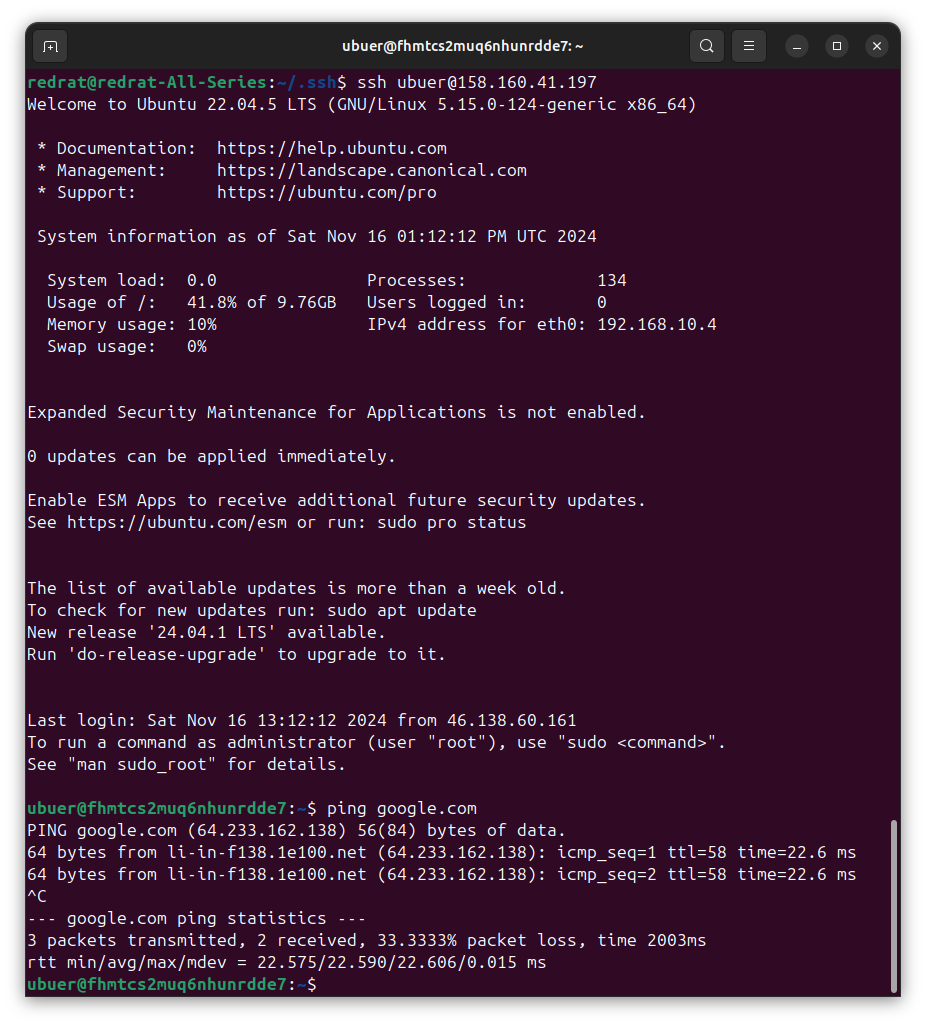 ubuer@fhmtcs2muq6nhunrdde7: ~
redrat@redrat-All-Series:~/.ssh$ ssh ubuer@158.160.41.197
Welcome to Ubuntu 22.04.5 LTS (GNU/Linux 5.15.0-124-generic x86_64)
* Documentation:  https://help.ubuntu.com
* Management:     https://landscape.canonical.com
* Support:        https://ubuntu.com/pro
System information as of Sat Nov 16 01:12:12 PM UTC 2024
System load:  0.0               Processes:             134
Usage of /:   41.8% of 9.76GB   Users logged in:       0
Memory usage: 10%               IPv4 address for eth0: 192.168.10.4
Swap usage:   0%
Expanded Security Maintenance for Applications is not enabled.
0 updates can be applied immediately.
Enable ESM Apps to receive additional future security updates.
See https://ubuntu.com/esm or run: sudo pro status
The list of available updates is more than a week old.
To check for new updates run: sudo apt update
New release '24.04.1 LTS' available.
Run 'do-release-upgrade' to upgrade to it.
Last login: Sat Nov 16 13:12:12 2024 from 46.138.60.161
To run a command as administrator (user "root"), use "sudo <command>".
See "man sudo_root" for details.
ubuer@fhmtcs2muq6nhunrdde7:~$ ping google.com
PING google.com (64.233.162.138) 56(84) bytes of data.
64 bytes from li-in-f138.1e100.net (64.233.162.138): icmp_seq=1 ttl=58 time=22.6 ms
64 bytes from li-in-f138.1e100.net (64.233.162.138): icmp_seq=2 ttl=58 time=22.6 ms
^C
--- google.com ping statistics ---
3 packets transmitted, 2 received, 33.3333% packet loss, time 2003ms
rtt min/avg/max/mdev = 22.575/22.590/22.606/0.015 ms
ubuer@fhmtcs2muq6nhunrdde7:~$